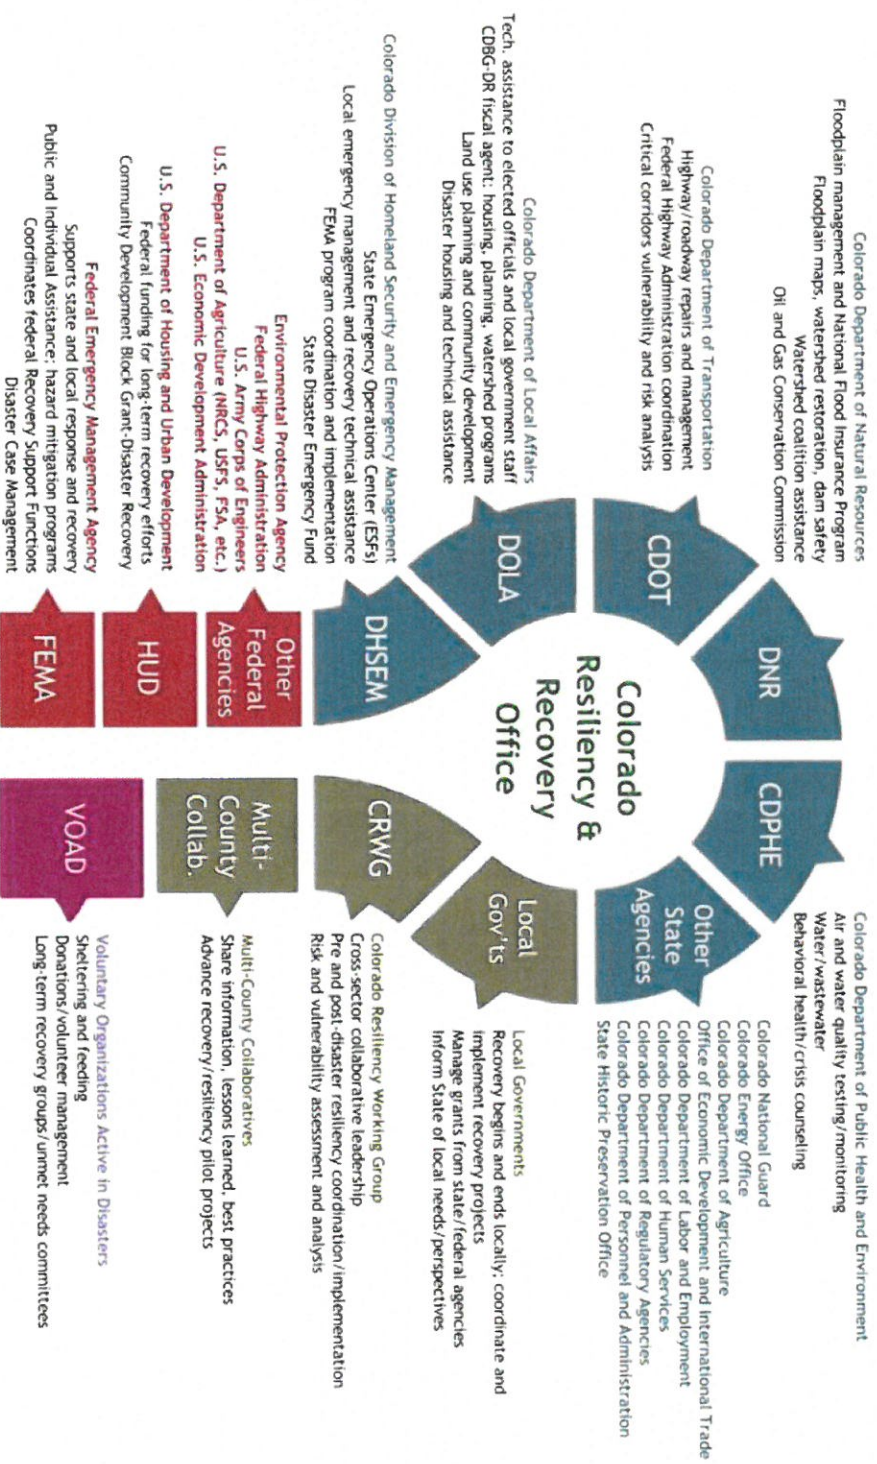 Colorado Department of Natural Resources
Floodplain management and National Flood Insurance Program
Floodplain maps, watershed restoration, dam safety
Watershed coalition assistance
Oil and Gas Conservation Commission
Colorado Department of Transportation
Highway/roadway repairs and management
Federal Highway Administration coordination
Critical corridors vulnerability and risk analysis
Colorado Department of Local Affairs
Tech. assistance to elected officials and local government staff
CDBG-DR fiscal agent: housing, planning, watershed programs
Land use planning and community development
Disaster housing and technical assistance
Colorado Division of Homeland Security and Emergency Management
State Emergency Operations Center (ESFs)
Local emergency management and recovery technical assistance
FEMA program coordination and implementation
State Disaster Emergency Fund
Environmental Protection Agency
Federal Highway Administration
U.S. Army Corps of Engineers
U.S. Department of Agriculture (NRCS, USFS, FSA, etc.)
U.S. Economic Development Administration
U.S. Department of Housing and Urban Development
Federal funding for long-term recovery efforts
Community Development Block Grant-Disaster Recovery
Federal Emergency Management Agency
Supports state and local response and recovery
Public and Individual Assistance; hazard mitigation programs
Coordinates federal Recovery Support Functions
Disaster Case Management
DNR
CDOT
DOLA
DHSEM
Other
Federal
Agencies
HUD
FEMA
Colorado
Resiliency &
Recovery
Office
CDPHE
Other
State
Agencies
Local
Gov'ts
CRWG
Multi-
County
Collab.
VOAD
Colorado Department of Public Health and Environment
Air and water quality testing/monitoring
Water/wastewater
Behavioral health/crisis counseling
Colorado National Guard
Colorado Energy Office
Colorado Department of Agriculture
Office of Economic Development and International Trade
Colorado Department of Labor and Employment
Colorado Department of Human Services
Colorado Department of Regulatory Agencies
Colorado Department of Personnel and Administration
State Historic Preservation Office
Local Governments
Recovery begins and ends locally; coordinate and
implement recovery projects
Manage grants from state/federal agencies
Inform State of local needs/perspectives
Colorado Resiliency Working Group
Cross-sector collaborative leadership
Pre and post-disaster resiliency coordination/implementation
Risk and vulnerability assessment and analysis
Multi-County Collaboratives
Share information, lessons learned, best practices
Advance recovery/resiliency pilot projects
Voluntary Organizations Active in Disasters
Sheltering and feeding
Donations/volunteer management
Long-term recovery groups/unmet needs committees